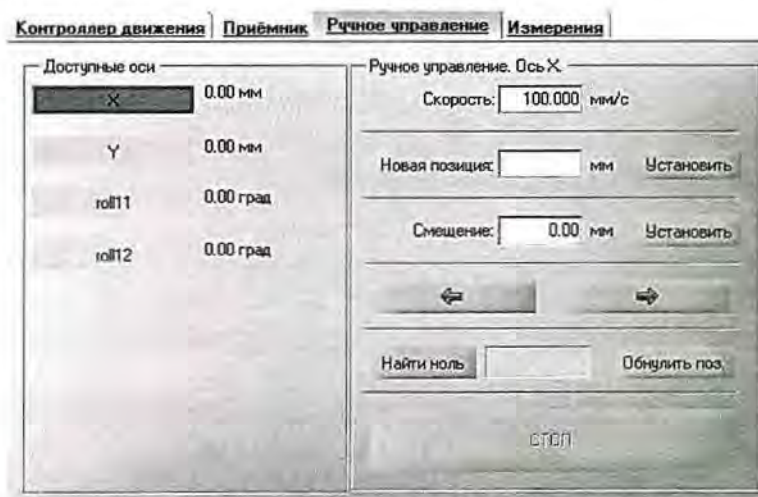 Контроллер движения Приёмник Ручное управление Измерения
Доступные оси
X 0.00 мм
Y 0.00 мм
roll11 0.00 град
roll12 0.00 град
Ручное управление. Ось X.
Скорость: 100.000 мм/с
Новая позиция: мм Установить
Смещение: 0.00 мм Установить
Найти ноль Обнулить поз.
СТОП